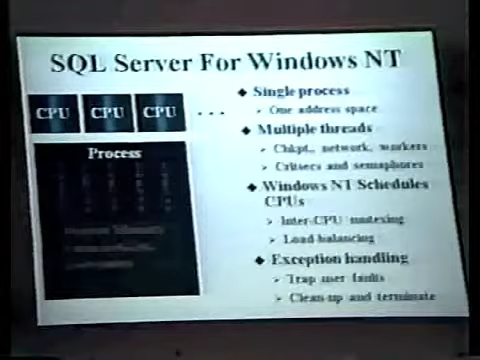 SQL Server For Windows NT
CPU CPU CPU ...
Process
◆ Single process
➢ One address space
◆ Multiple threads
➢ Chkpt, network, workers
➢ Critsecs and semaphores
◆ Windows NT Schedules
CPUs
➢ Inter-CPU mutexing
➢ Load balancing
◆ Exception handling
➢ Trap user faults
➢ Clean-up and terminate